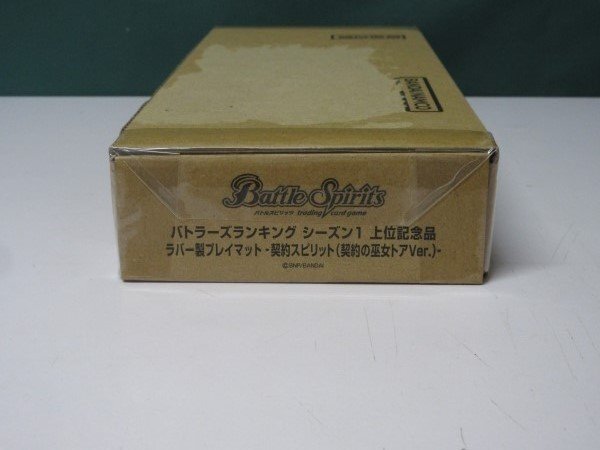 BANDAI NAMCO
Battle Spirits
バトルスピリッツ trading card game
バトラーズランキング シーズン1 上位記念品
ラバー製プレイマット -契約スピリット(契約の巫女トアVer.)-
©BNP/BANDAI